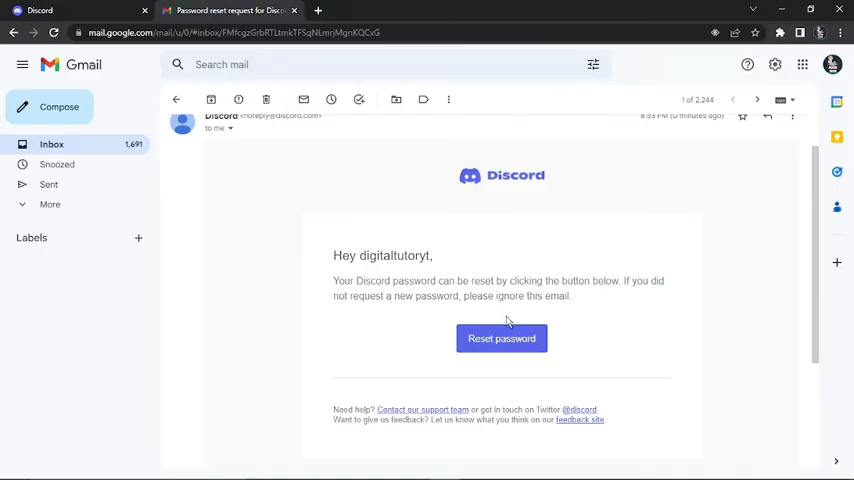 Discord
Password reset request for Disco
mail.google.com/mail/u/0/#inbox/FMfcgzGrbRTLtmkTFSqNLmrjMgnKQCxG
Gmail
Search mail
Compose
1 of 2,244
Discord <noreply@discord.com>
8:53 PM (0 minutes ago)
to me
Inbox
1,691
Snoozed
Sent
More
Labels
Discord
Hey digitaltutoryt,
Your Discord password can be reset by clicking the button below. If you did
not request a new password, please ignore this email.
Reset password
Need help? Contact our support team or get in touch on Twitter @discord.
Want to give us feedback? Let us know what you think on our feedback site